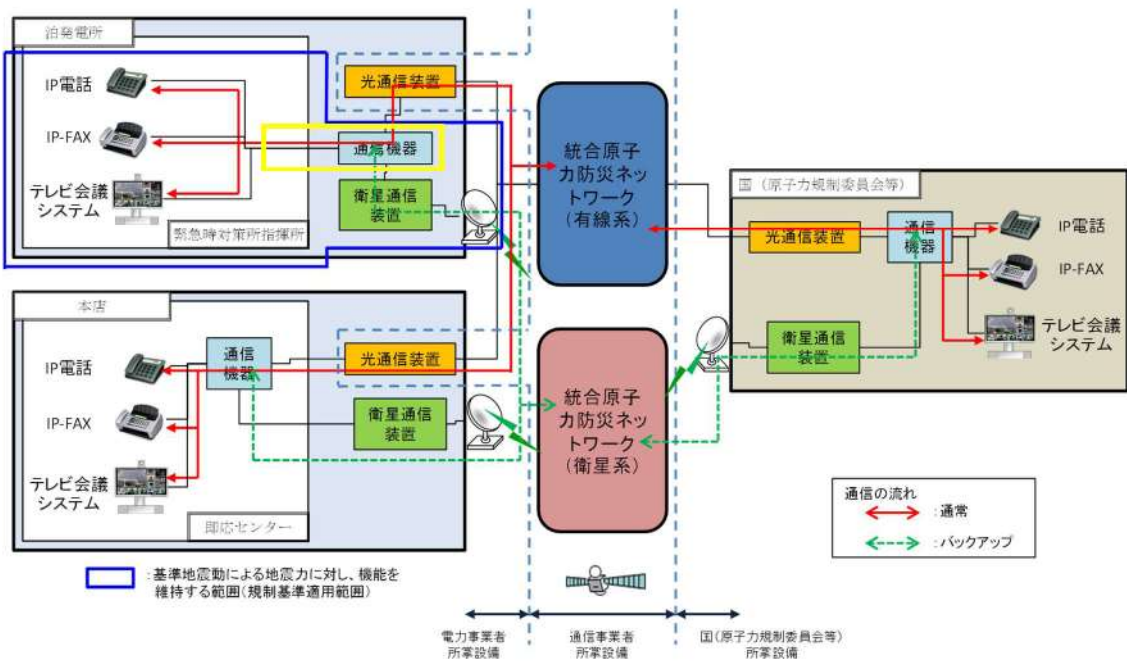 泊発電所
IP電話
IP-FAX
テレビ会議
システム
緊急時対策所指揮所
光通信装置
通信機器
衛星通信
装置
本店
IP電話
IP-FAX
テレビ会議
システム
即応センター
通信
機器
光通信装置
衛星通信
装置
統合原子
力防災ネッ
トワーク
(有線系)
統合原子
力防災ネッ
トワーク
(衛星系)
国（原子力規制委員会等）
光通信装置
通信
機器
衛星通信
装置
IP電話
IP-FAX
テレビ会議
システム
通信の流れ
:通常
:バックアップ
:基準地震動による地震力に対し、機能を
維持する範囲(規制基準適用範囲)
電力事業者
所掌設備
通信事業者
所掌設備
国(原子力規制委員会等)
所掌設備